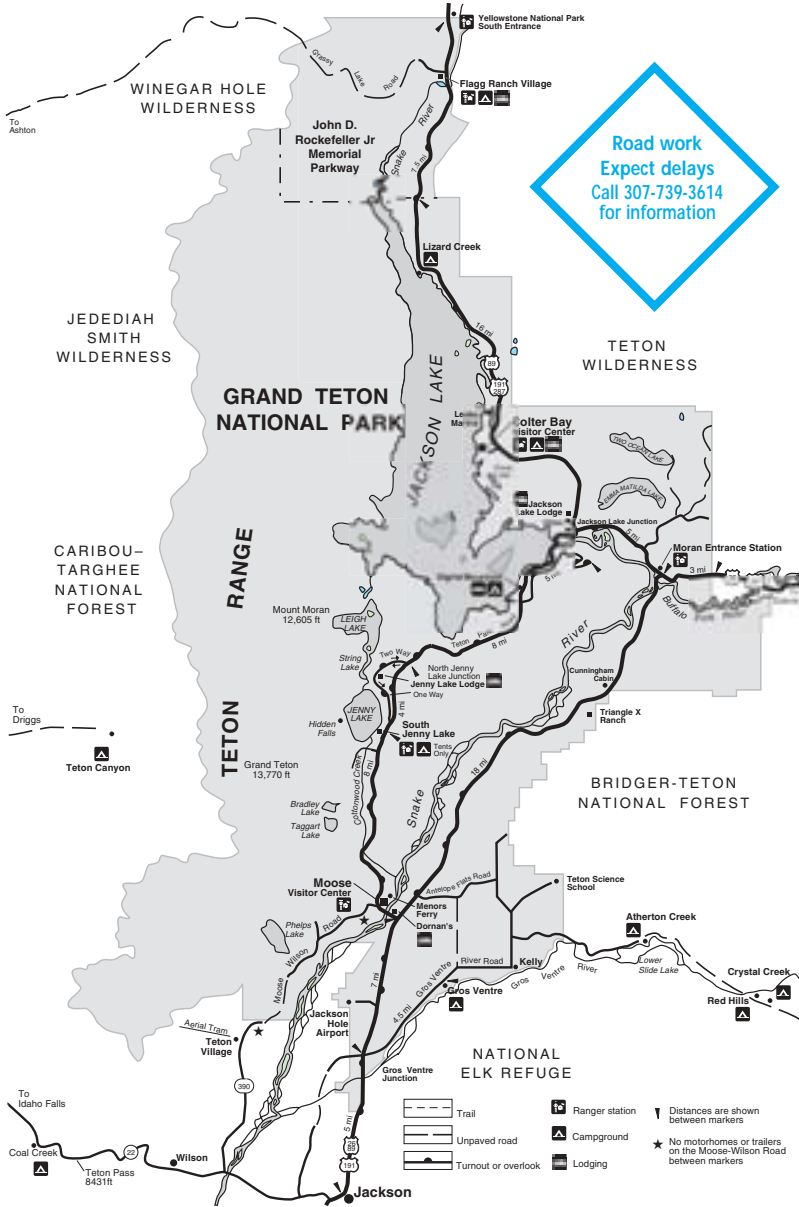 Yellowstone National Park
South Entrance
Grassy Lake Road
Flagg Ranch Village
WINEGAR HOLE
WILDERNESS
To
Ashton
John D.
Rockefeller Jr
Memorial
Parkway
Snake River
7.5 mi
Road work
Expect delays
Call 307-739-3614
for information
Lizard Creek
16 mi
JEDEDIAH
SMITH
WILDERNESS
TETON
WILDERNESS
89
191
287
GRAND TETON
NATIONAL PARK
JACKSON LAKE
Colter Bay
Visitor Center
TWO OCEAN LAKE
EMMA MATILDA LAKE
Jackson
Lake Lodge
Jackson Lake Junction
5 mi
Moran Entrance Station
3 mi
Buffalo
CARIBOU–
TARGHEE
NATIONAL
FOREST
TETON RANGE
5 mi
Mount Moran
12,605 ft
LEIGH
LAKE
String
Lake
Teton Park
8 mi
Two Way
North Jenny
Lake Junction
Jenny Lake Lodge
One Way
4 mi
River
Cunningham
Cabin
Triangle X
Ranch
JENNY
LAKE
Hidden
Falls
South
Jenny Lake
Tents
Only
To
Driggs
Teton Canyon
Grand Teton
13,770 ft
Cottonwood Creek
8 mi
18 mi
Snake
BRIDGER-TETON
NATIONAL FOREST
Bradley
Lake
Taggart
Lake
Moose
Visitor Center
Antelope Flats Road
Teton Science
School
Menors
Ferry
Dornan's
Phelps
Lake
Moose Wilson Road
Atherton Creek
Lower
Slide Lake
Crystal Creek
Red Hills
River Road
Kelly
Gros Ventre River
Gros Ventre
Gros Ventre
7 mi
4.5 mi
Jackson
Hole
Airport
Aerial Tram
Teton
Village
390
Gros Ventre
Junction
NATIONAL
ELK REFUGE
To
Idaho Falls
Coal Creek
22
Teton Pass
8431ft
Wilson
5 mi
26
89
191
Jackson
Trail
Unpaved road
Turnout or overlook
Ranger station
Campground
Lodging
Distances are shown
between markers
No motorhomes or trailers
on the Moose-Wilson Road
between markers